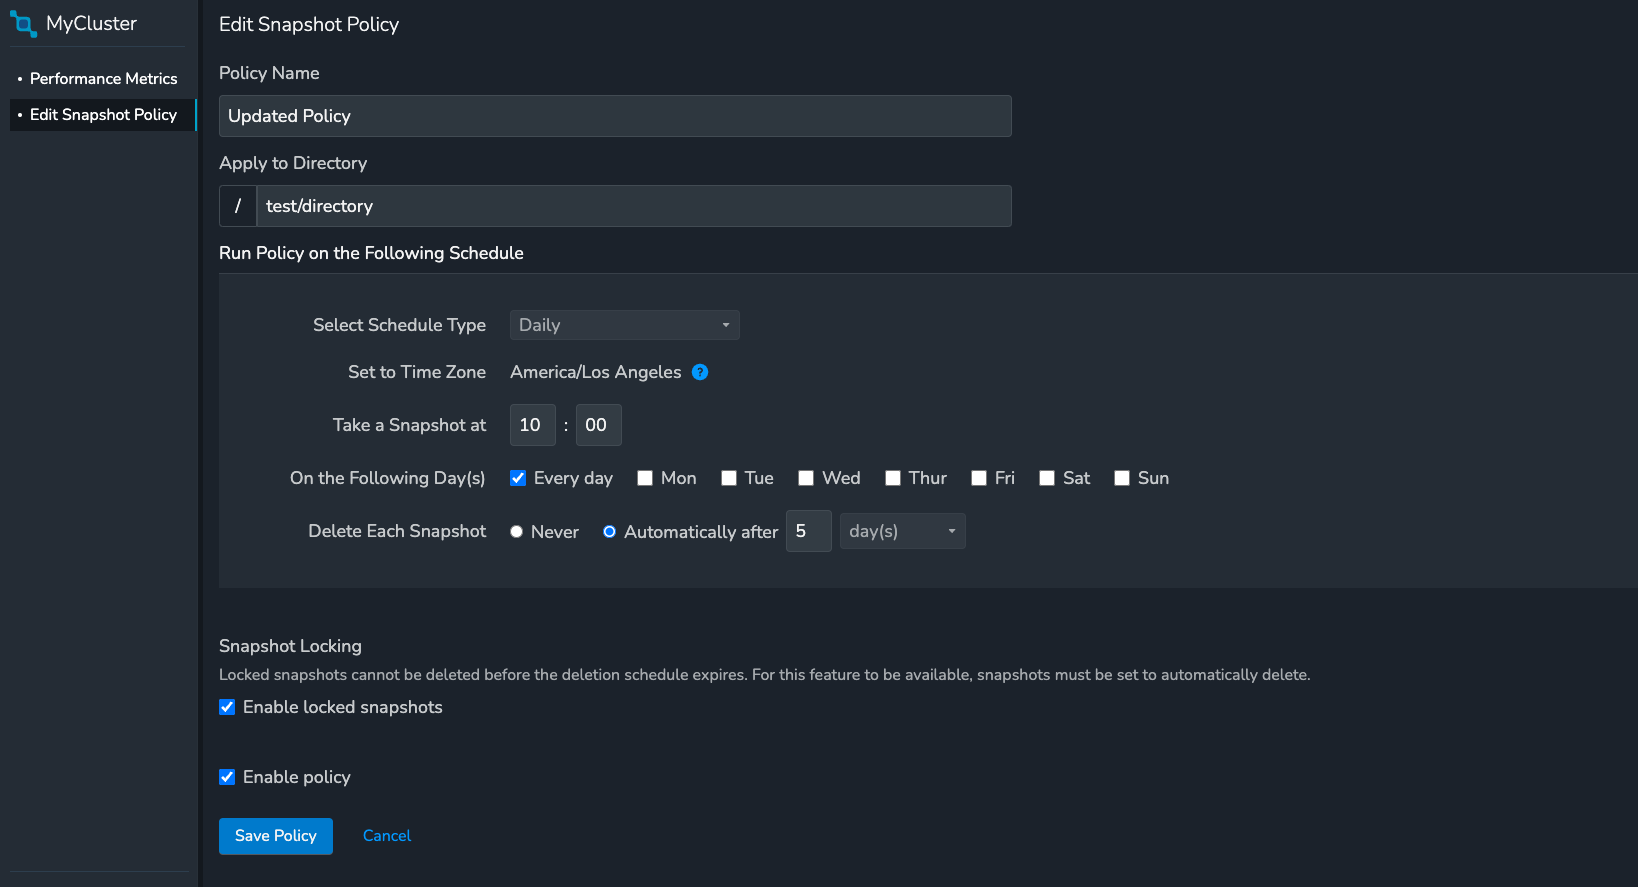 MyCluster
• Performance Metrics
• Edit Snapshot Policy
Edit Snapshot Policy
Policy Name
Updated Policy
Apply to Directory
/ test/directory
Run Policy on the Following Schedule
Select Schedule Type Daily
Set to Time Zone America/Los Angeles ?
Take a Snapshot at 10 : 00
On the Following Day(s) Every day Mon Tue Wed Thur Fri Sat Sun
Delete Each Snapshot Never Automatically after 5 day(s)
Snapshot Locking
Locked snapshots cannot be deleted before the deletion schedule expires. For this feature to be available, snapshots must be set to automatically delete.
Enable locked snapshots
Enable policy
Save Policy Cancel